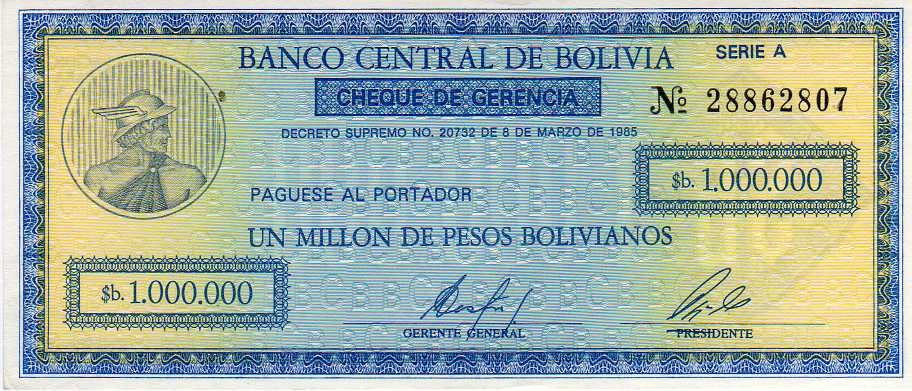 BANCO CENTRAL DE BOLIVIA
SERIE A
CHEQUE DE GERENCIA
Nº 28862807
DECRETO SUPREMO NO. 20732 DE 8 DE MARZO DE 1985
$b. 1.000.000
PAGUESE AL PORTADOR
UN MILLON DE PESOS BOLIVIANOS
$b. 1.000.000
GERENTE GENERAL
PRESIDENTE